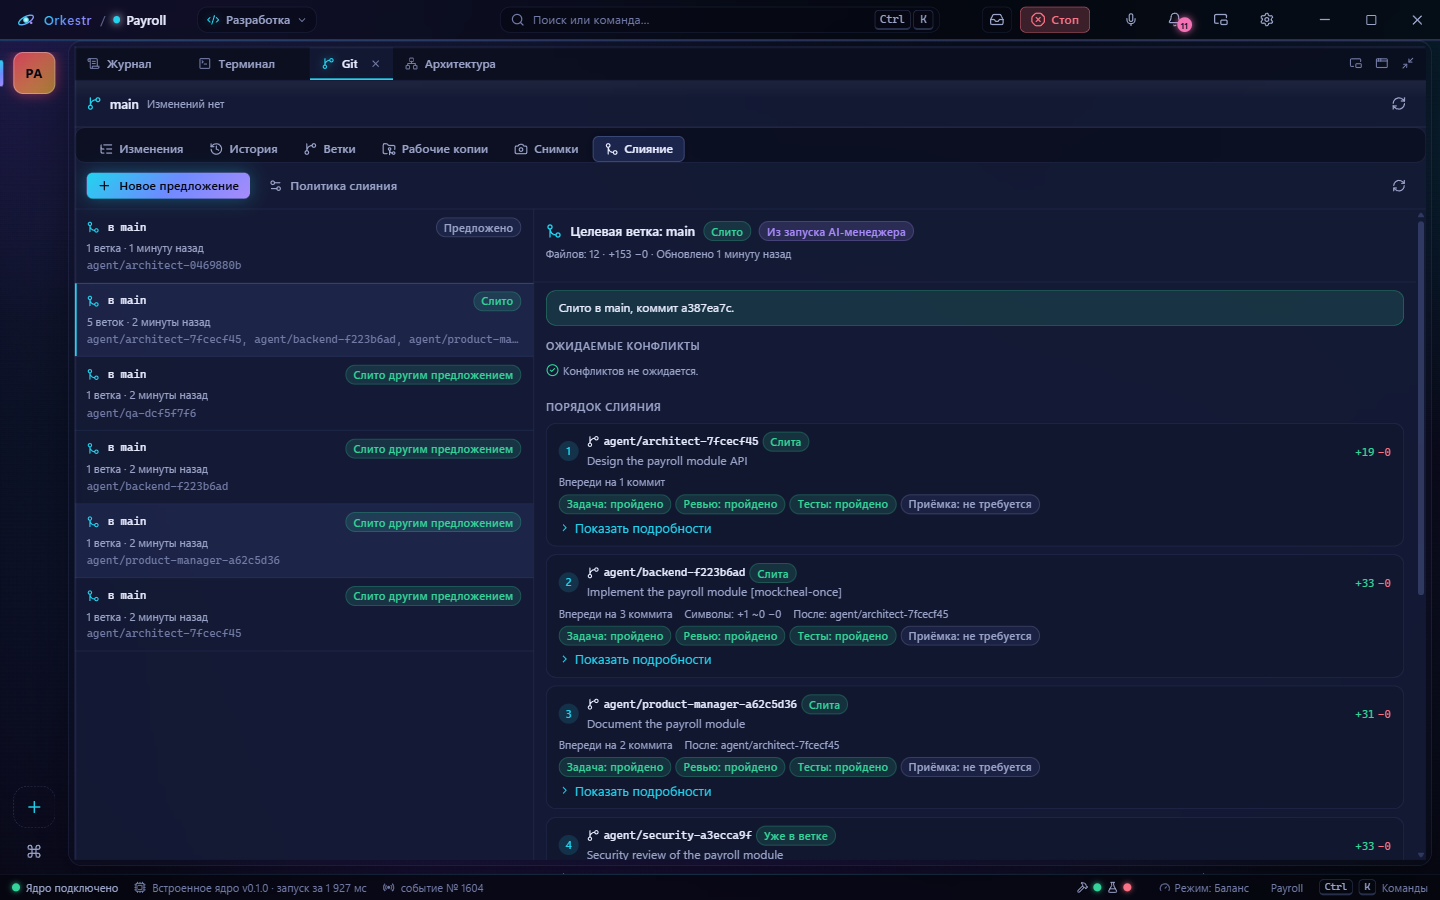 Orkestr / Payroll
Разработка
Поиск или команда...
Ctrl K
Стоп
11
PA
Журнал
Терминал
Git
Архитектура
main Изменений нет
Изменения
История
Ветки
Рабочие копии
Снимки
Слияние
Новое предложение
Политика слияния
в main
Предложено
1 ветка · 1 минуту назад
agent/architect-0469880b
в main
Слито
5 веток · 2 минуты назад
agent/architect-7fcecf45, agent/backend-f223b6ad, agent/product-ma...
в main
Слито другим предложением
1 ветка · 2 минуты назад
agent/qa-dcf5f7f6
в main
Слито другим предложением
1 ветка · 2 минуты назад
agent/backend-f223b6ad
в main
Слито другим предложением
1 ветка · 2 минуты назад
agent/product-manager-a62c5d36
в main
Слито другим предложением
1 ветка · 2 минуты назад
agent/architect-7fcecf45
Целевая ветка: main Слито Из запуска AI-менеджера
Файлов: 12 · +153 −0 · Обновлено 1 минуту назад
Слито в main, коммит a387ea7c.
ОЖИДАЕМЫЕ КОНФЛИКТЫ
Конфликтов не ожидается.
ПОРЯДОК СЛИЯНИЯ
1 agent/architect-7fcecf45 Слита
Design the payroll module API
+19 −0
Впереди на 1 коммит
Задача: пройдено Ревью: пройдено Тесты: пройдено Приёмка: не требуется
Показать подробности
2 agent/backend-f223b6ad Слита
Implement the payroll module [mock:heal-once]
+33 −0
Впереди на 3 коммита Символы: +1 ~0 −0 После: agent/architect-7fcecf45
Задача: пройдено Ревью: пройдено Тесты: пройдено Приёмка: не требуется
Показать подробности
3 agent/product-manager-a62c5d36 Слита
Document the payroll module
+31 −0
Впереди на 2 коммита После: agent/architect-7fcecf45
Задача: пройдено Ревью: пройдено Тесты: пройдено Приёмка: не требуется
Показать подробности
4 agent/security-a3ecca9f Уже в ветке
Security review of the payroll module
+33 −0
Ядро подключено
Встроенное ядро v0.1.0 · запуск за 1 927 мс
событие № 1604
Режим: Баланс
Payroll
Ctrl K Команды